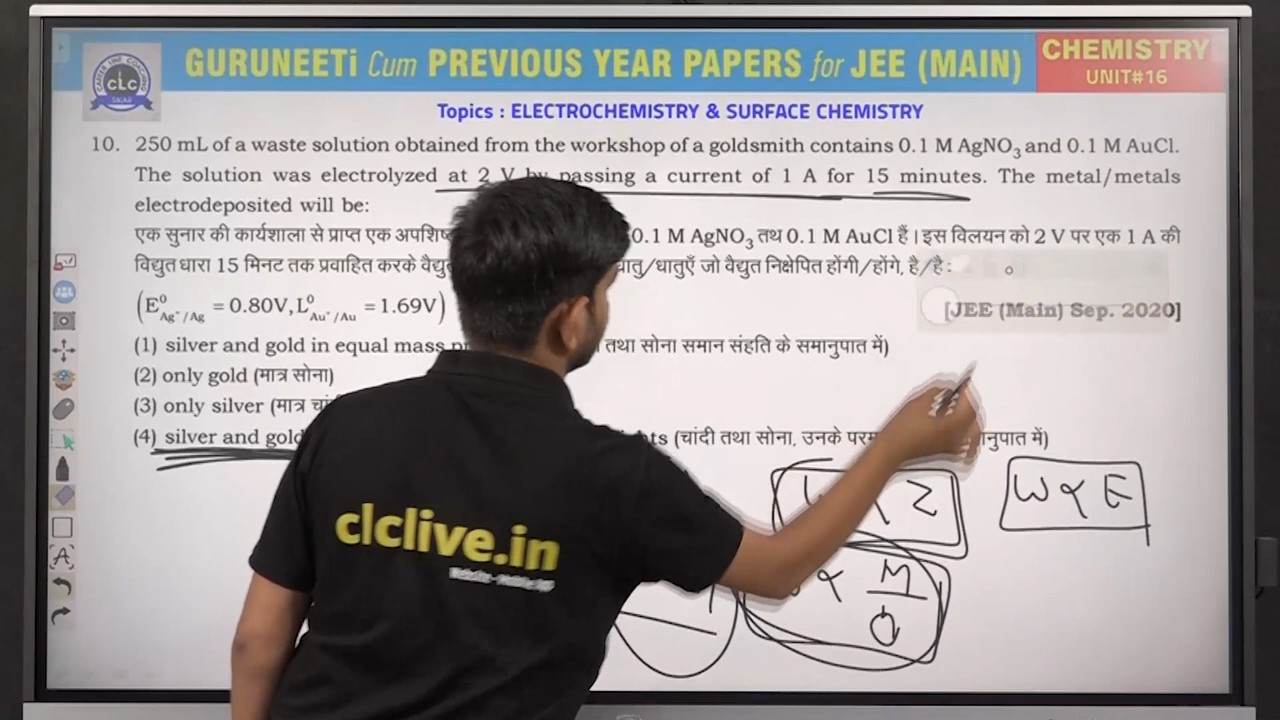 GURUNEETi Cum PREVIOUS YEAR PAPERS for JEE (MAIN)
CHEMISTRY
UNIT#16
CLC
SIKAR
Topics : ELECTROCHEMISTRY & SURFACE CHEMISTRY
10. 250 mL of a waste solution obtained from the workshop of a goldsmith contains 0.1 M AgNO3 and 0.1 M AuCl.
The solution was electrolyzed at 2 V by passing a current of 1 A for 15 minutes. The metal/metals
electrodeposited will be:
एक सुनार की कार्यशाला से प्राप्त एक 0.1 M AgNO3 तथ 0.1 M AuCl हैं। इस विलयन को 2 V पर एक 1 A की
विद्युत धारा 15 मिनट तक प्रवाहित करके जो वैद्युत निक्षेपित होंगी/होंगे, है/है :
(E0Ag+/Ag = 0.80V, L0Au+/Au = 1.69V)
[JEE (Main) Sep. 2020]
(1) silver and gold in equal mass तथा सोना समान संहति के समानुपात में)
(2) only gold (मात्र सोना)
(3) only silver (मात्र
(4) silver and gold (चांदी तथा सोना, उनके में)
Z
W α E
α M
clclive.in